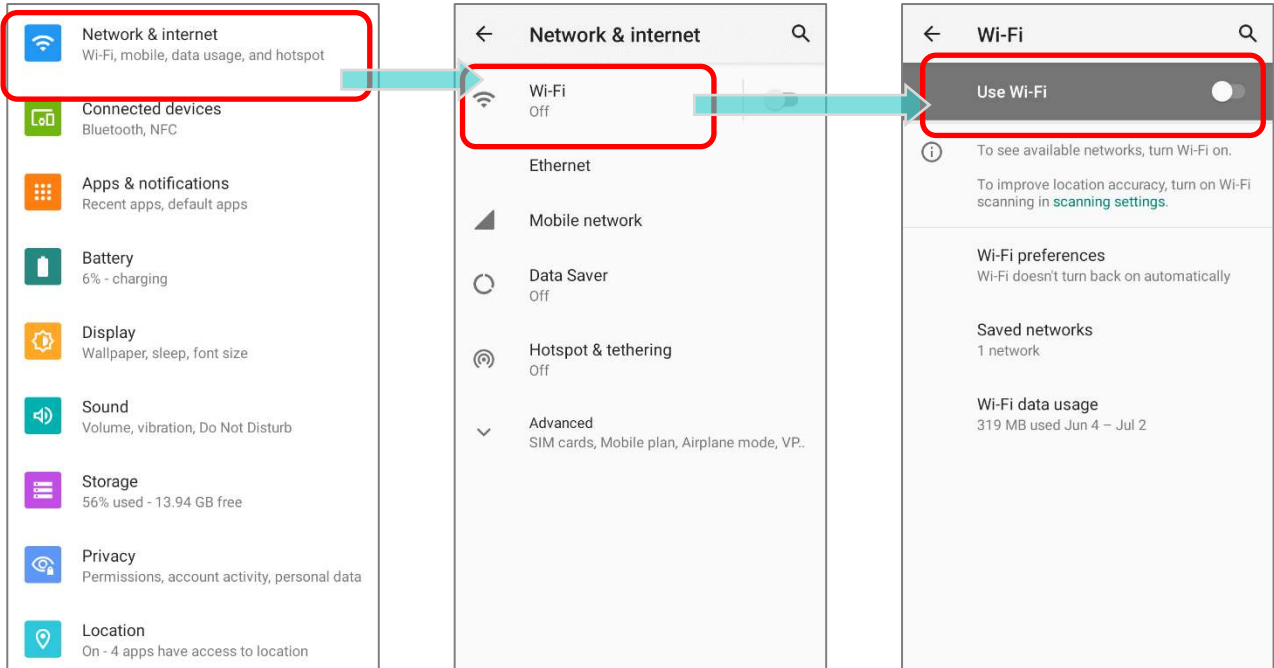 Network & internet
Wi-Fi, mobile, data usage, and hotspot
Connected devices
Bluetooth, NFC
Apps & notifications
Recent apps, default apps
Battery
6% - charging
Display
Wallpaper, sleep, font size
Sound
Volume, vibration, Do Not Disturb
Storage
56% used - 13.94 GB free
Privacy
Permissions, account activity, personal data
Location
On - 4 apps have access to location
Network & internet
Wi-Fi
Off
Ethernet
Mobile network
Data Saver
Off
Hotspot & tethering
Off
Advanced
SIM cards, Mobile plan, Airplane mode, VP..
Wi-Fi
Use Wi-Fi
To see available networks, turn Wi-Fi on.
To improve location accuracy, turn on Wi-Fi
scanning in scanning settings.
Wi-Fi preferences
Wi-Fi doesn't turn back on automatically
Saved networks
1 network
Wi-Fi data usage
319 MB used Jun 4 – Jul 2